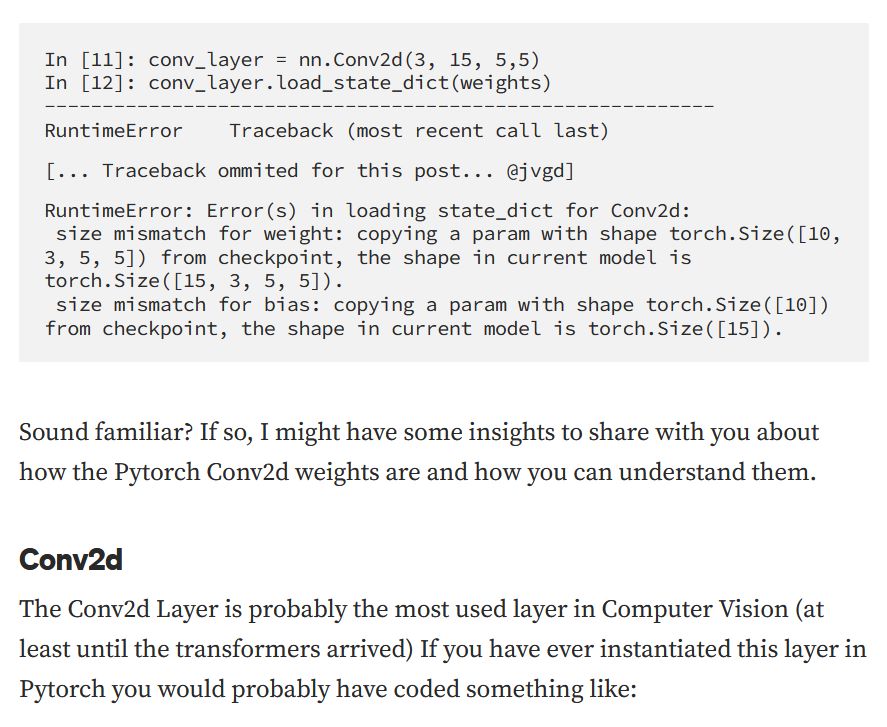 In [11]: conv_layer = nn.Conv2d(3, 15, 5,5)
In [12]: conv_layer.load_state_dict(weights)
----------------------------------------------------------
RuntimeError    Traceback (most recent call last)
[... Traceback ommited for this post... @jvgd]
RuntimeError: Error(s) in loading state_dict for Conv2d:
 size mismatch for weight: copying a param with shape torch.Size([10,
3, 5, 5]) from checkpoint, the shape in current model is
torch.Size([15, 3, 5, 5]).
 size mismatch for bias: copying a param with shape torch.Size([10])
from checkpoint, the shape in current model is torch.Size([15]).
Sound familiar? If so, I might have some insights to share with you about
how the Pytorch Conv2d weights are and how you can understand them.
Conv2d
The Conv2d Layer is probably the most used layer in Computer Vision (at
least until the transformers arrived) If you have ever instantiated this layer in
Pytorch you would probably have coded something like: